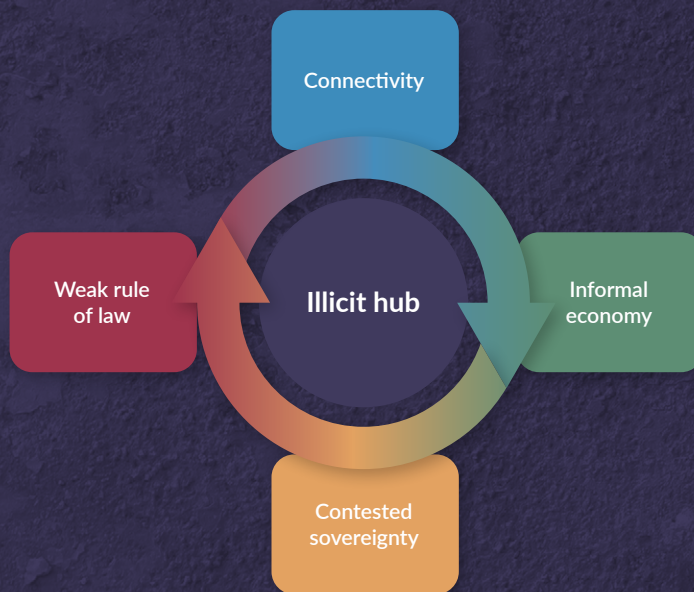 Connectivity
Weak rule
of law
Illicit hub
Informal
economy
Contested
sovereignty